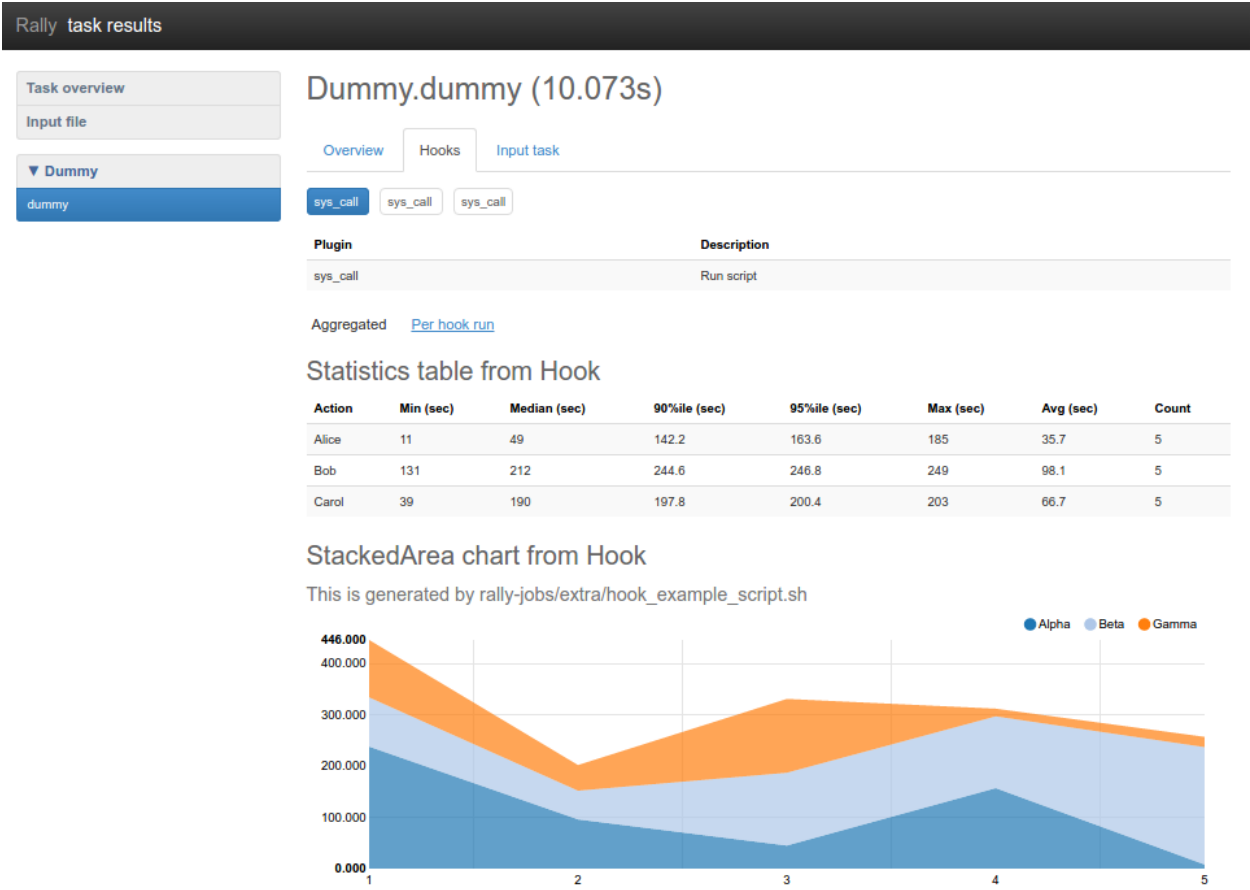 Rally task results
Task overview
Input file
▼ Dummy
dummy
Dummy.dummy (10.073s)
Overview Hooks Input task
sys_call sys_call sys_call
Plugin Description
sys_call Run script
Aggregated Per hook run
Statistics table from Hook
Action Min (sec) Median (sec) 90%ile (sec) 95%ile (sec) Max (sec) Avg (sec) Count
Alice 11 49 142.2 163.6 185 35.7 5
Bob 131 212 244.6 246.8 249 98.1 5
Carol 39 190 197.8 200.4 203 66.7 5
StackedArea chart from Hook
This is generated by rally-jobs/extra/hook_example_script.sh
Alpha Beta Gamma
446.000
400.000
300.000
200.000
100.000
0.000
1 2 3 4 5